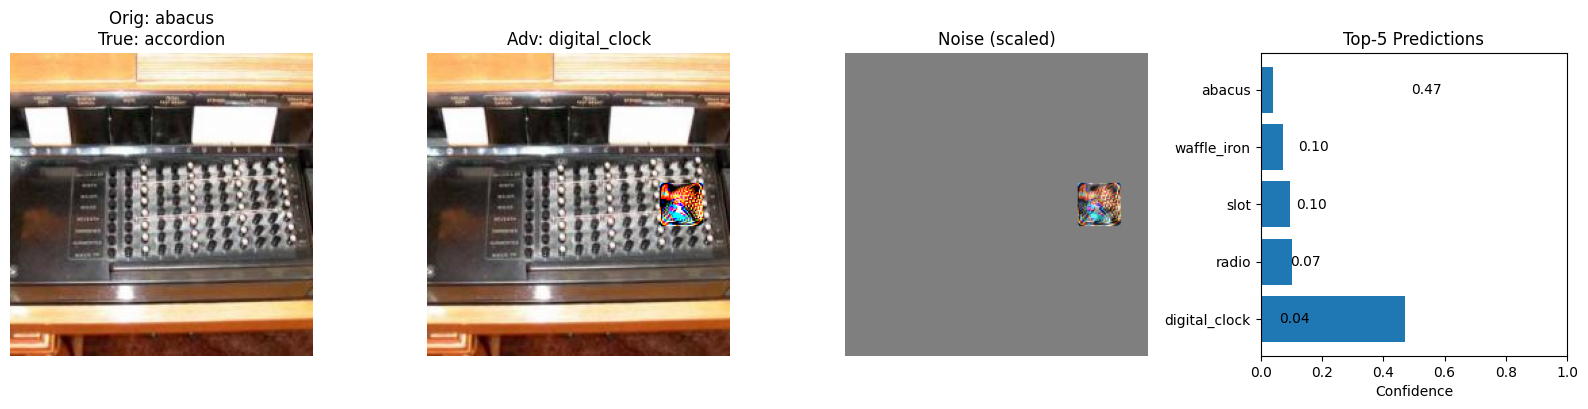 Orig: abacus
True: accordion
Adv: digital_clock
Noise (scaled)
Top-5 Predictions
abacus
0.47
waffle_iron
0.10
slot
0.10
radio
0.07
digital_clock
0.04
0.0 0.2 0.4 0.6 0.8 1.0
Confidence